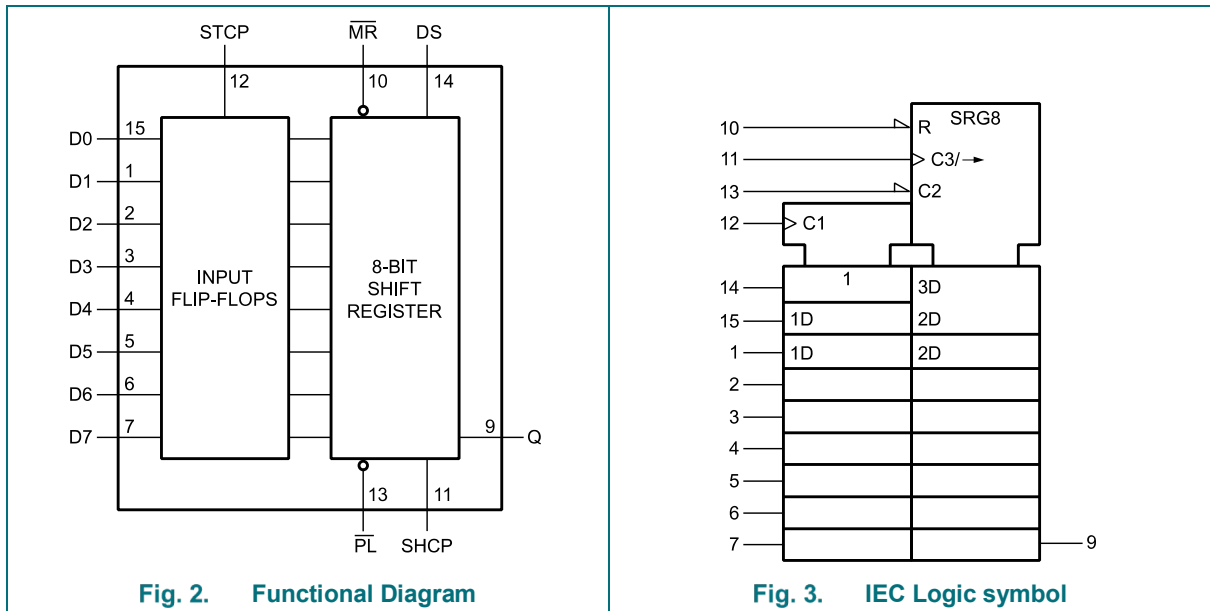 STCP
M̅R̅
DS
12
10
14
D0 15
D1 1
D2 2
D3 3
D4 4
D5 5
D6 6
D7 7
INPUT
FLIP-FLOPS
8-BIT
SHIFT
REGISTER
9 Q
13
11
P̅L̅
SHCP
Fig. 2. Functional Diagram
SRG8
10 R
11 C3/→
13 C2
12 C1
14 1 3D
15 1D 2D
1 1D 2D
2
3
4
5
6
7
9
Fig. 3. IEC Logic symbol